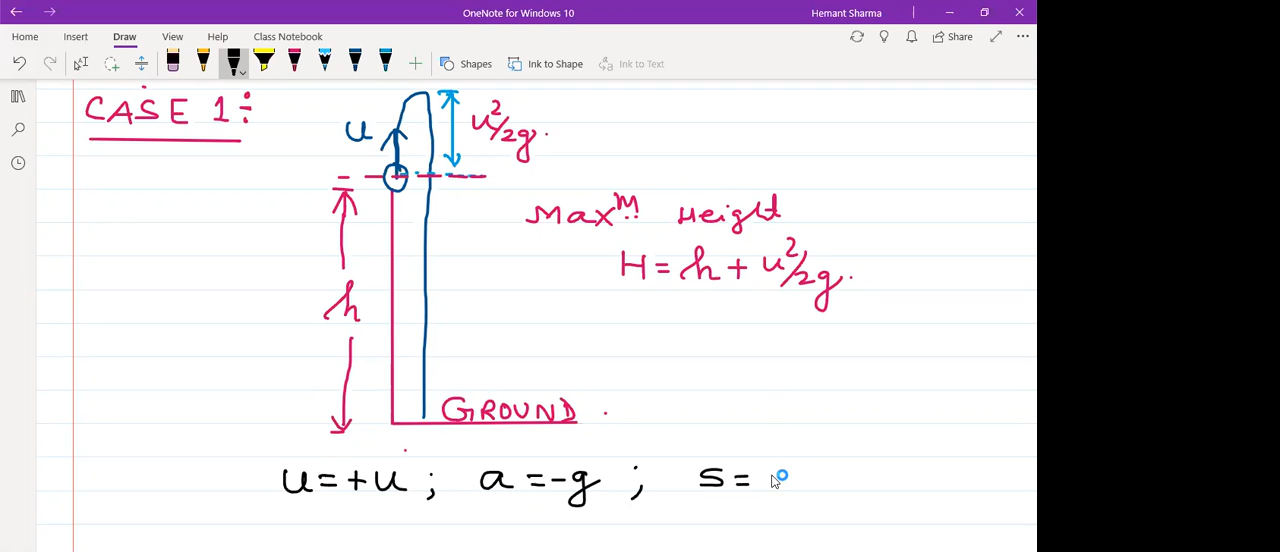 OneNote for Windows 10
Hemant Sharma
Home Insert Draw View Help Class Notebook
Share
Shapes Ink to Shape Ink to Text
CASE 1:
u
u²/2g.
Max^m Height
H = h + u²/2g.
h
GROUND .
u = +u ; a = -g ; s =